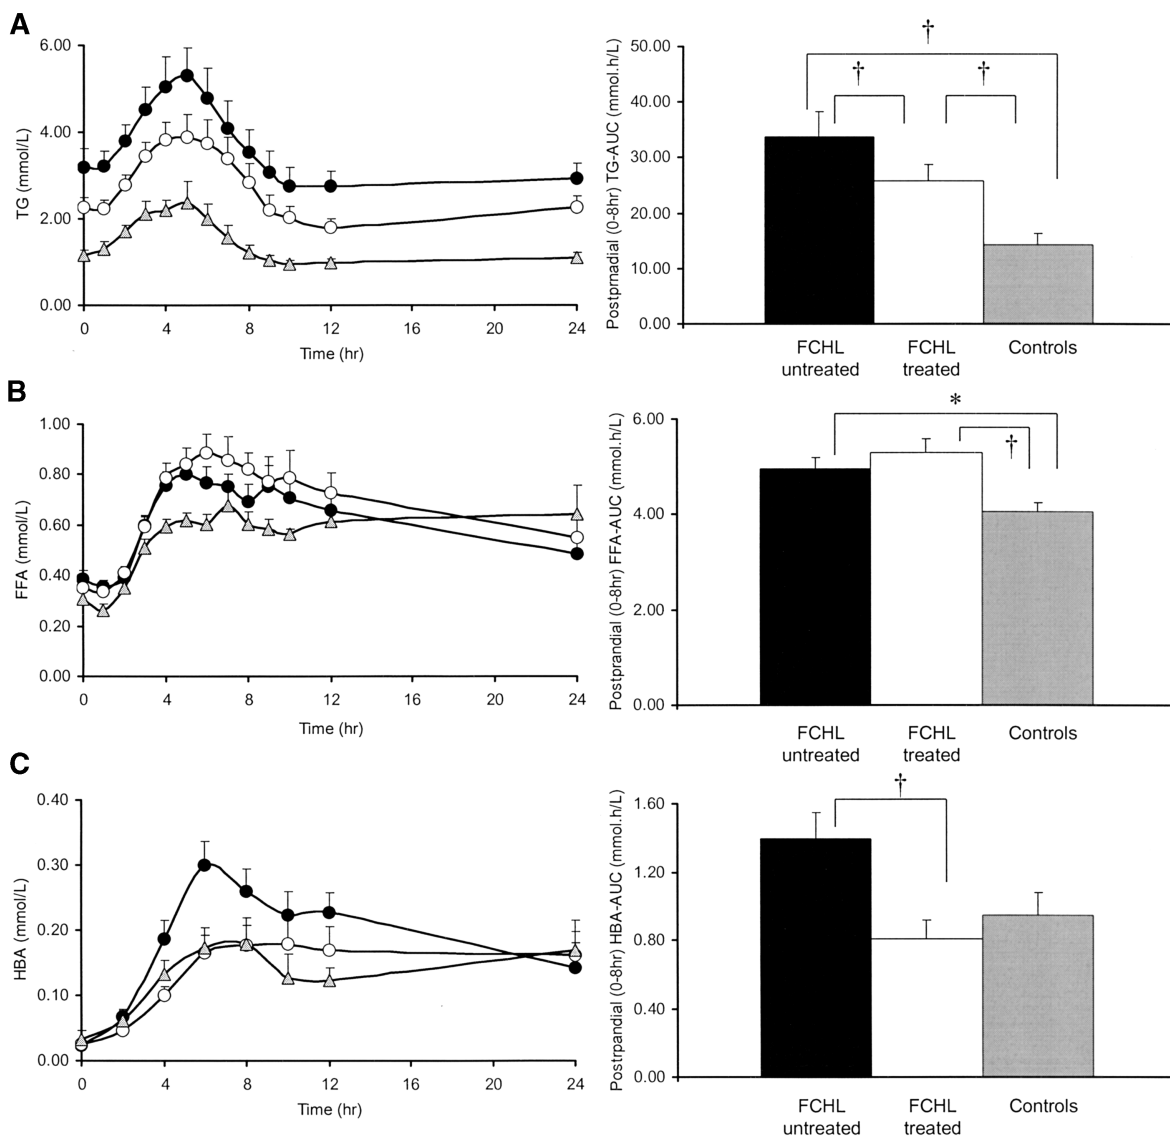 A
TG (mmol/L)
6.00
4.00
2.00
0.00
0 4 8 12 16 20 24
Time (hr)
Postprnadial (0-8hr) TG-AUC (mmol.h/L)
50.00
40.00
30.00
20.00
10.00
0.00
†
† †
FCHL FCHL Controls
untreated treated
B
FFA (mmol/L)
1.00
0.80
0.60
0.40
0.20
0.00
0 4 8 12 16 20 24
Time (hr)
Postprandial (0-8hr) FFA-AUC (mmol.h/L)
6.00
4.00
2.00
0.00
*
†
FCHL FCHL Controls
untreated treated
C
HBA (mmol/L)
0.40
0.30
0.20
0.10
0.00
0 4 8 12 16 20 24
Time (hr)
Postrpandial (0-8hr) HBA-AUC (mmol.h/L)
1.60
1.20
0.80
0.40
0.00
†
FCHL FCHL Controls
untreated treated